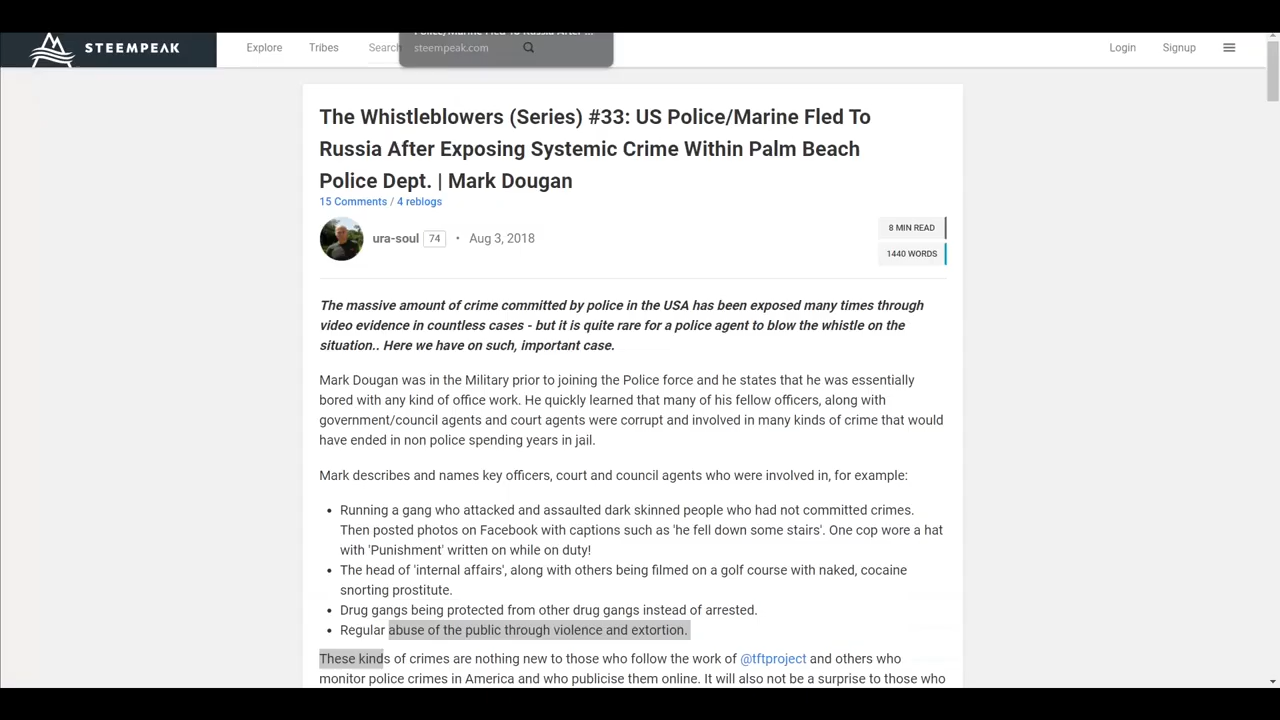 Police/Marine Fled To Russia After ...
STEEMPEAK
Explore
Tribes
Search
steempeak.com
Login
Signup
The Whistleblowers (Series) #33: US Police/Marine Fled To
Russia After Exposing Systemic Crime Within Palm Beach
Police Dept. | Mark Dougan
15 Comments / 4 reblogs
ura-soul 74 • Aug 3, 2018
8 MIN READ
1440 WORDS
The massive amount of crime committed by police in the USA has been exposed many times through
video evidence in countless cases - but it is quite rare for a police agent to blow the whistle on the
situation.. Here we have on such, important case.
Mark Dougan was in the Military prior to joining the Police force and he states that he was essentially
bored with any kind of office work. He quickly learned that many of his fellow officers, along with
government/council agents and court agents were corrupt and involved in many kinds of crime that would
have ended in non police spending years in jail.
Mark describes and names key officers, court and council agents who were involved in, for example:
• Running a gang who attacked and assaulted dark skinned people who had not committed crimes.
Then posted photos on Facebook with captions such as 'he fell down some stairs'. One cop wore a hat
with 'Punishment' written on while on duty!
• The head of 'internal affairs', along with others being filmed on a golf course with naked, cocaine
snorting prostitute.
• Drug gangs being protected from other drug gangs instead of arrested.
• Regular abuse of the public through violence and extortion.
These kinds of crimes are nothing new to those who follow the work of @tftproject and others who
monitor police crimes in America and who publicise them online. It will also not be a surprise to those who